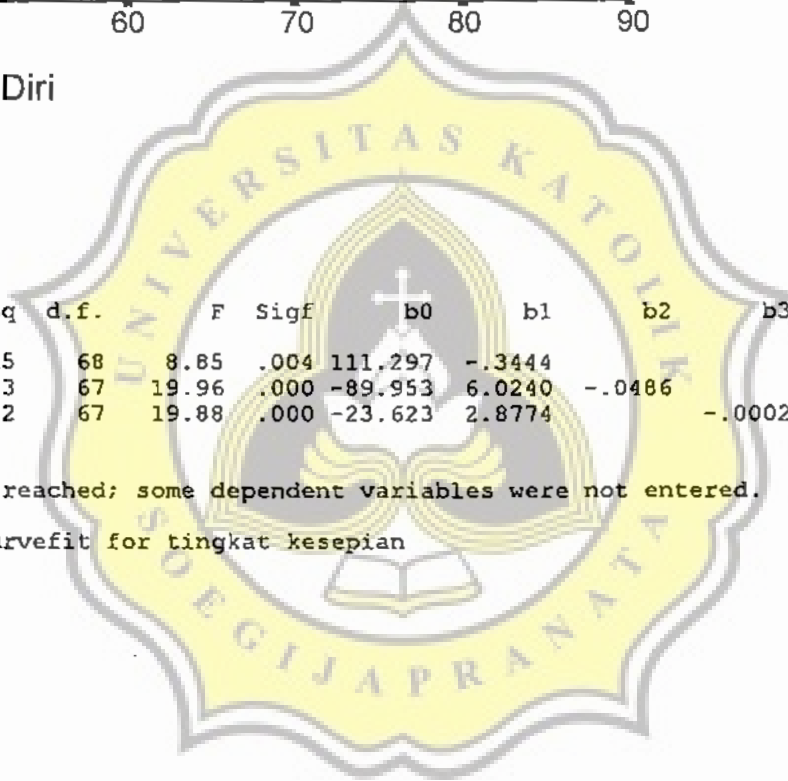 60 70 80 90
Diri
UNIVERSITAS KATOLIK
q d.f. F Sigf b0 b1 b2 b3
5 68 8.85 .004 111.297 -.3444
3 67 19.96 .000 -89.953 6.0240 -.0486
2 67 19.88 .000 -23.623 2.8774 -.0002
reached; some dependent variables were not entered.
rvefit for tingkat kesepian
SOEGIJAPRANATA